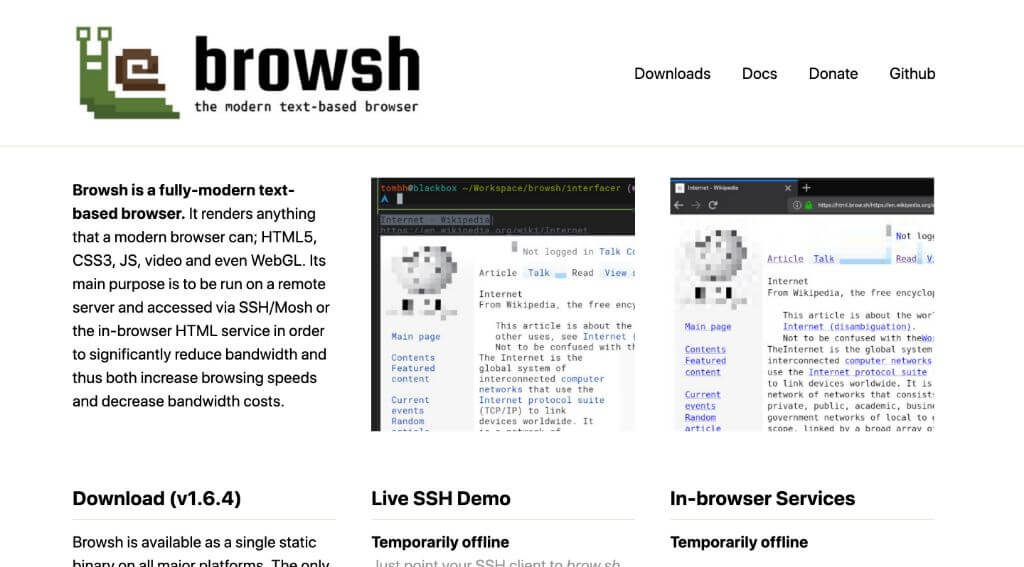 browsh
the modern text-based browser
Downloads Docs Donate Github
Browsh is a fully-modern text-
based browser. It renders anything
that a modern browser can; HTML5,
CSS3, JS, video and even WebGL. Its
main purpose is to be run on a remote
server and accessed via SSH/Mosh or
the in-browser HTML service in order
to significantly reduce bandwidth and
thus both increase browsing speeds
and decrease bandwidth costs.
tombh@blackbox ~/Workspace/browsh/interfacer
Internet - Wikipedia
https://en.wikipedia.org/wiki/Internet
Not logged in Talk Co
Article Talk Read View
Internet
From Wikipedia, the free ency
This article is about the
other uses, see Internet (
Not to be confused with th
Main page
Contents
Featured
content
Current
events
Random
article
The Internet is the
global system of
interconnected computer
networks that use the
Internet protocol suite
(TCP/IP) to link
devices worldwide. It
is a network of
Internet - Wikipedia
https://html.brow.sh/https://en.wikipedia.org/
Not logg
Article Talk Read V
Internet
From Wikipedia, the free encyclop
This article is about the wor
Internet (disambiguation).
Not to be confused with theWo
Main page
Contents
Featured
content
Current
events
Random
article
TheInternet is the global system
interconnected computer networks
use the Internet protocol suite
to link devices worldwide. It is
network of networks that consists
private, public, academic, busine
government networks of local to g
scope, linked by a broad array of
Download (v1.6.4)
Browsh is available as a single static
binary on all major platforms. The only
Live SSH Demo
Temporarily offline
Just point your SSH client to brow.sh
In-browser Services
Temporarily offline